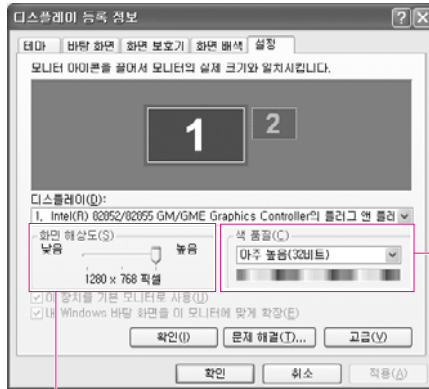 디스플레이 등록 정보
테마 바탕 화면 화면 보호기 화면 배색 설정
모니터 아이콘을 끌어서 모니터의 실제 크기와 일치시킵니다.
1 2
디스플레이(D):
1. Intel(R) 82852/82855 GM/GME Graphics Controller의 플러그 앤 플러
화면 해상도(S)
낮음 높음
1280 x 768 픽셀
색 품질(C)
아주 높음(32비트)
이 장치를 기본 모니터로 사용(U)
내 Windows 바탕 화면을 이 모니터에 맞게 확장(E)
확인(I) 문제 해결(T)... 고급(V)
확인 취소 적용(A)